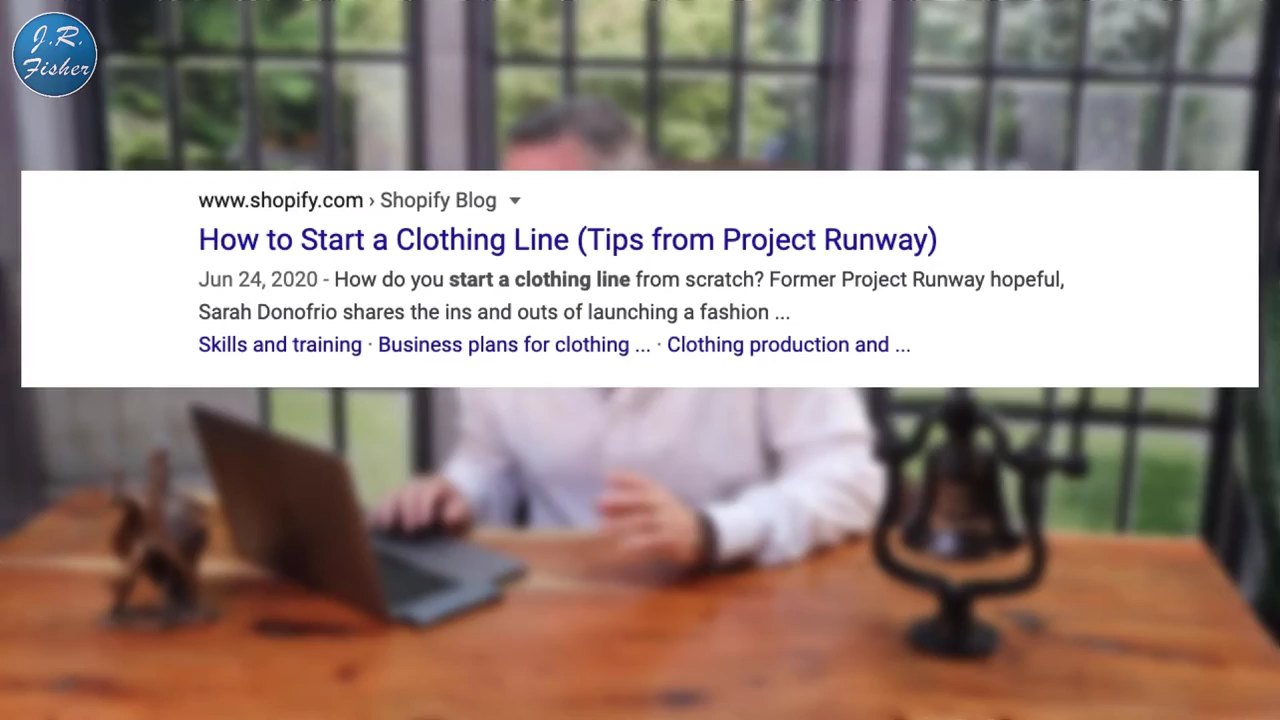 J.R.
Fisher
www.shopify.com › Shopify Blog
How to Start a Clothing Line (Tips from Project Runway)
Jun 24, 2020 - How do you start a clothing line from scratch? Former Project Runway hopeful,
Sarah Donofrio shares the ins and outs of launching a fashion ...
Skills and training · Business plans for clothing ... · Clothing production and ...